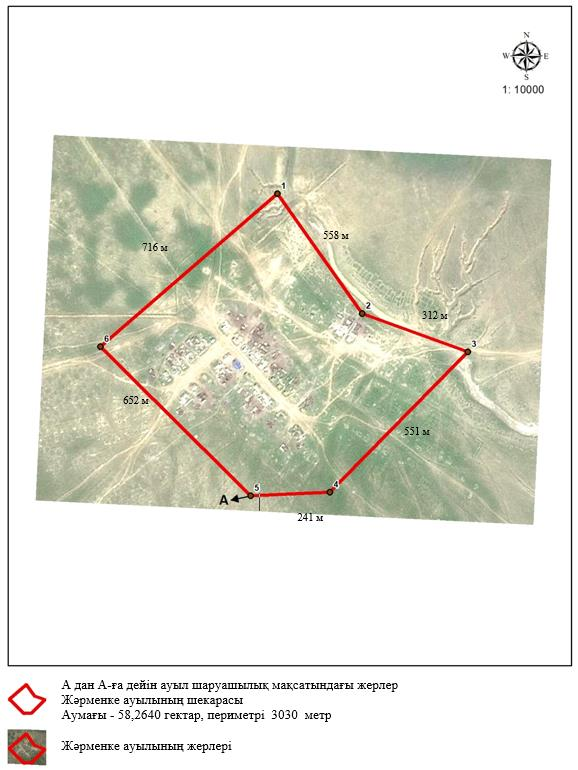 N
W E
S
1: 10000
1
716 м
558 м
2
312 м
3
6
652 м
551 м
4
5
А
241 м
А дан А-ға дейін ауыл шаруашылық мақсатындағы жерлер
Жәрменке ауылының шекарасы
Аумағы - 58,2640 гектар, периметрі 3030 метр
Жәрменке ауылының жерлері